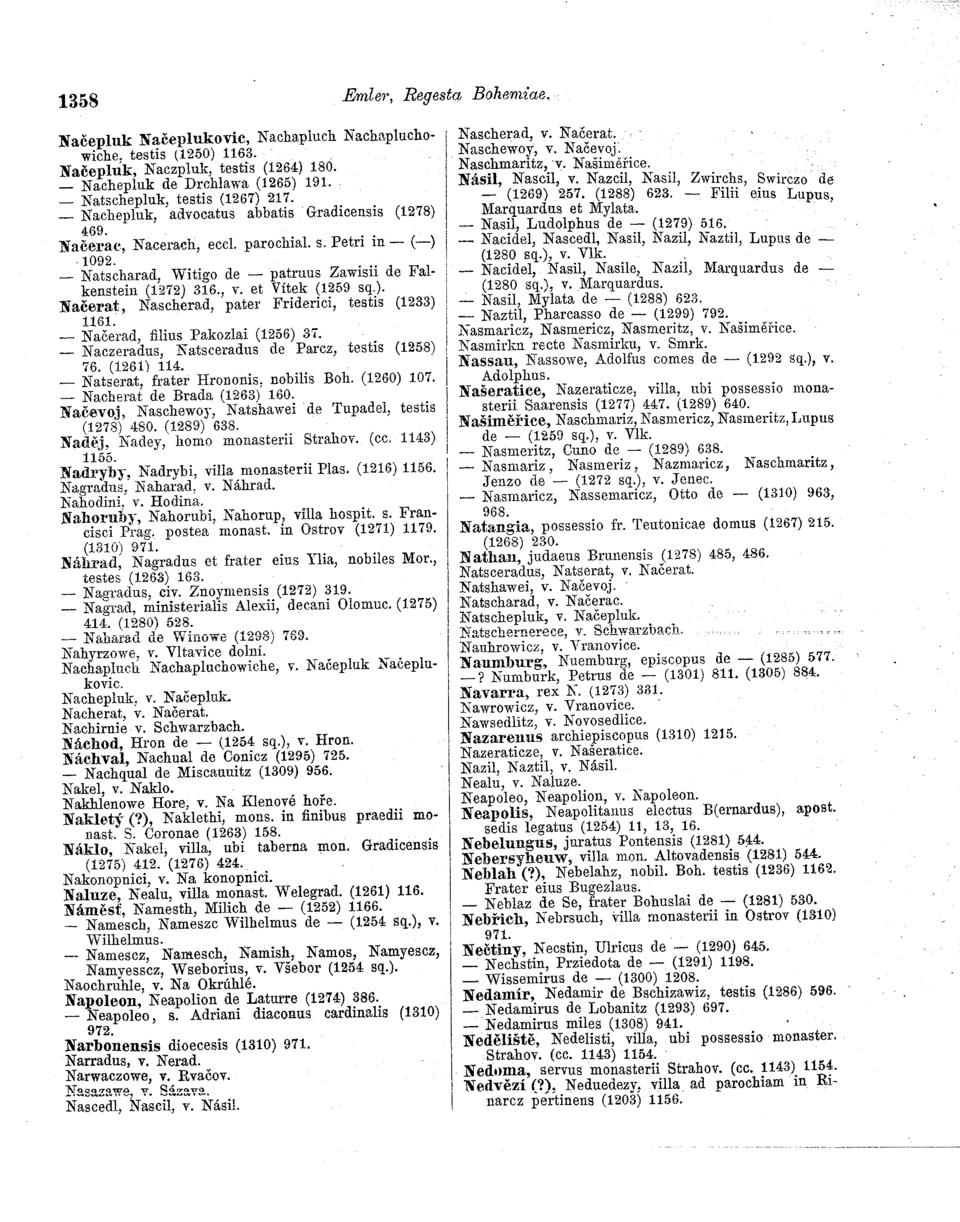 1358
Emler, Regesta Bohemiae.
Načepluk Načeplukovic, Nachapluch Nachaplucho-
wiche, testis (1250) 1163.
Načepluk, Naczpluk, testis (1264) 180.
— Nachepluk de Drchlawa (1265) 191.
— Natschepluk, testis (1267) 217.
— Nachepluk, advocatus abbatis Gradicensis (1278)
469.
Načerac, Nacerach, eccl. parochial. s. Petri in — (—)
1092.
— Natscharad, Witigo de — patruus Zawisii de Fal-
kenstein (1272) 316., v. et Vítek (1259 sq.).
Načerat, Nascherad, pater Friderici, testis (1233)
1161.
— Načerad, filius Pakozlai (1256) 37.
— Naczeradus, Natsceradus de Parcz, testis (1258)
76. (1261) 114.
— Natserat, frater Hrononis, nobilis Boh. (1260) 107.
— Nacherat de Brada (1263) 160.
Načevoj, Naschewoy, Natshawei de Tupadel, testis
(1278) 480. (1289) 638.
Naděj, Nadey, homo monasterii Strahov. (cc. 1143)
1155.
Nadryby, Nadrybi, villa monasterii Plas. (1216) 1156.
Nagradus, Naharad, v. Náhrad.
Nahodini, v. Hodina.
Nahoruby, Nahorubi, Nahorup, villa hospit. s. Fran-
cisci Prag. postea monast. in Ostrov (1271) 1179.
(1310) 971.
Náhrad, Nagradus et frater eius Ylia, nobiles Mor.,
testes (1263) 163.
— Nagradus, civ. Znoymensis (1272) 319.
— Nagrad, ministerialis Alexii, decani Olomuc. (1275)
414. (1280) 528.
— Naharad de Winowe (1298) 769.
Nahyrzowe, v. Vltavice dolní.
Nachapluch Nachapluchowiche, v. Načepluk Načeplu-
kovic.
Nachepluk, v. Načepluk.
Nacherat, v. Načerat.
Nachirnie v. Schwarzbach.
Náchod, Hron de — (1254 sq.), v. Hron.
Náchval, Nachual de Conicz (1295) 725.
— Nachqual de Miscauuitz (1309) 956.
Nakel, v. Naklo.
Nakhlenowe Hore, v. Na Klenové hoře.
Nakletý (?), Naklethi, mons. in finibus praedii mo-
nast. S. Coronae (1263) 158.
Náklo, Nakel, villa, ubi taberna mon. Gradicensis
(1275) 412. (1276) 424.
Nakonopnici, v. Na konopnici.
Naluze, Nealu, villa monast. Welegrad. (1261) 116.
Náměsť, Namesth, Milich de — (1252) 1166.
— Namesch, Nameszc Wilhelmus de — (1254 sq.), v.
Wilhelmus.
— Namescz, Namesch, Namish, Namos, Namyescz,
Namyesscz, Wseborius, v. Všebor (1254 sq.).
Naochruhle, v. Na Okrúhlé.
Napoleon, Neapolion de Laturre (1274) 386.
— Neapoleo, s. Adriani diaconus cardinalis (1310)
972.
Narbonensis dioecesis (1310) 971.
Narradus, v. Nerad.
Narwaczowe, v. Rvačov.
Nasazawe, v. Sázava.
Nascedl, Nascil, v. Násil.
Nascherad, v. Načerat.
Naschewoy, v. Načevoj.
Naschmaritz, v. Našiměřice.
Násil, Nascil, v. Nazcil, Nasil, Zwirchs, Swirczo de
— (1269) 257. (1288) 623. — Filii eius Lupus,
Marquardus et Mylata.
— Nasil, Ludolphus de — (1279) 516.
— Nacidel, Nascedl, Nasil, Nazil, Naztil, Lupus de —
(1280 sq.), v. Vlk.
— Nacidel, Nasil, Nasile, Nazil, Marquardus de —
(1280 sq.), v. Marquardus.
— Nasil, Mylata de — (1288) 623.
— Naztil, Pharcasso de — (1299) 792.
Nasmaricz, Nasmericz, Nasmeritz, v. Našiměřice.
Nasmirku recte Nasmirku, v. Smrk.
Nassau, Nassowe, Adolfus comes de — (1292 sq.), v.
Adolphus.
Našeratice, Nazeraticze, villa, ubi possessio mona-
sterii Saarensis (1277) 447. (1289) 640.
Našiměřice, Naschmariz, Nasmericz, Nasmeritz, Lupus
de — (1259 sq.), v. Vlk.
— Nasmeritz, Cuno de — (1289) 638.
— Nasmariz, Nasmeriz, Nazmaricz, Naschmaritz,
Jenzo de — (1272 sq.), v. Jenec.
— Nasmaricz, Nassemaricz, Otto de — (1310) 963,
968.
Natangia, possessio fr. Teutonicae domus (1267) 215.
(1268) 230.
Nathan, judaeus Brunensis (1278) 485, 486.
Natsceradus, Natserat, v. Načerat.
Natshawei, v. Načevoj.
Natscharad, v. Načerac.
Natschepluk, v. Načepluk.
Natschernerece, v. Schwarzbach.
Nauhrowicz, v. Vranovice.
Naumburg, Nuemburg, episcopus de — (1285) 577.
— ? Numburk, Petrus de — (1301) 811. (1305) 884.
Navarra, rex N. (1273) 331.
Nawrowicz, v. Vranovice.
Nawsedlitz, v. Novosedlice.
Nazarenus archiepiscopus (1310) 1215.
Nazeraticze, v. Našeratice.
Nazil, Naztil, v. Násil.
Nealu, v. Naluze.
Neapoleo, Neapolion, v. Napoleon.
Neapolis, Neapolitanus electus B(ernardus), apost.
sedis legatus (1254) 11, 13, 16.
Nebelungus, juratus Pontensis (1281) 544.
Nebersyheuw, villa mon. Altovadensis (1281) 544.
Neblah (?), Nebelahz, nobil. Boh. testis (1236) 1162.
Frater eius Bugezlaus.
— Neblaz de Se, frater Bohuslai de — (1281) 530.
Nebřich, Nebrsuch, villa monasterii in Ostrov (1310)
971.
Nečtiny, Necstin, Ulricus de — (1290) 645.
— Nechstin, Prziedota de — (1291) 1198.
— Wissemirus de — (1300) 1208.
Nedamír, Nedamir de Bschizawiz, testis (1286) 596.
— Nedamirus de Lobanitz (1293) 697.
— Nedamirus miles (1308) 941.
Nedĕliště, Nedelisti, villa, ubi possessio monaster.
Strahov. (cc. 1143) 1154.
Nedoma, servus monasterii Strahov. (cc. 1143) 1154.
Nedvězí (?), Neduedezy, villa ad parochiam in Ri-
narcz pertinens (1203) 1156.